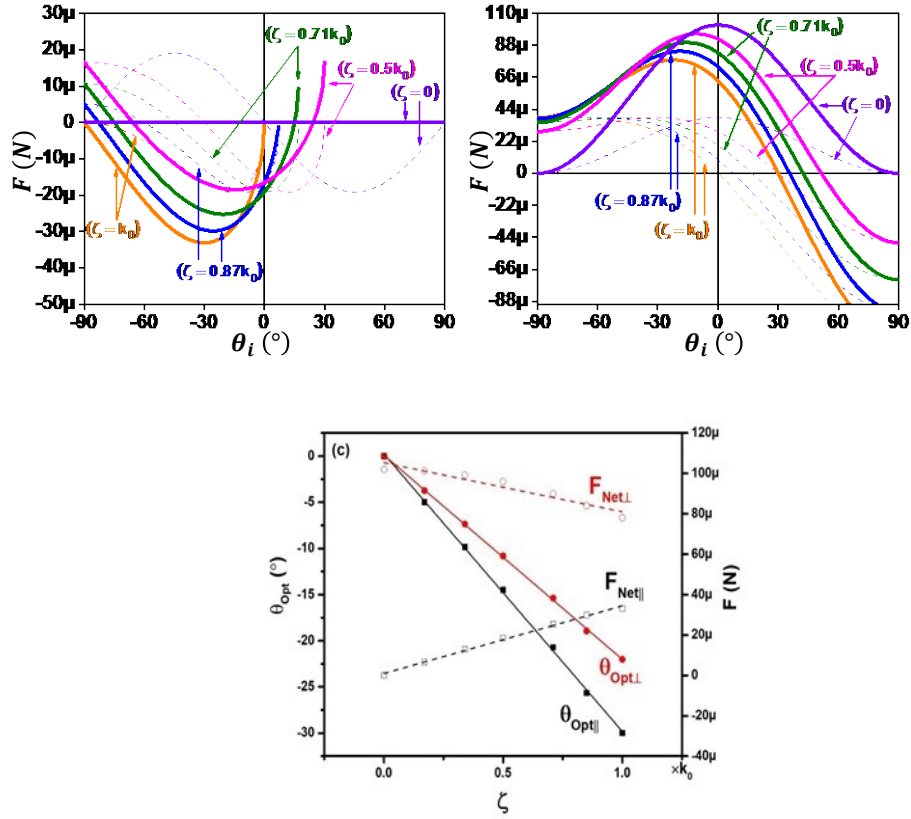 30μ
20μ
10μ
0
-10μ
-20μ
-30μ
-40μ
50μ
F (N)
-90
-60
-30
0
30
60
90
θi (°)
(ζ=0.71k0)
(ζ=0.5k0)
(ζ=0)
(ζ=k0)
(ζ=0.87k0)
110μ
88μ
66μ
44μ
22μ
0
-22μ
-44μ
-66μ
-88μ
F (N)
-90
-60
-30
0
30
60
90
θi (°)
(ζ=0.71k0)
(ζ=0.5k0)
(ζ=0)
(ζ=0.87k0)
(ζ=k0)
(c)
0
-5
-10
-15
-20
-25
-30
θOpt (°)
120μ
100μ
80μ
60μ
40μ
20μ
0
-20μ
-40μ
F (N)
FNet⊥
FNet||
θOpt⊥
θOpt||
0.0
0.5
1.0
×k0
ζ